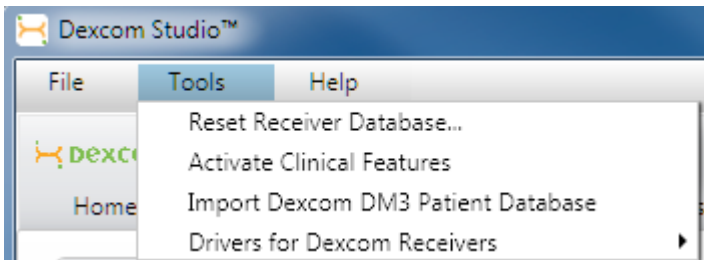 Dexcom Studio™
File Tools Help
Reset Receiver Database...
Activate Clinical Features
Home Import Dexcom DM3 Patient Database
Drivers for Dexcom Receivers